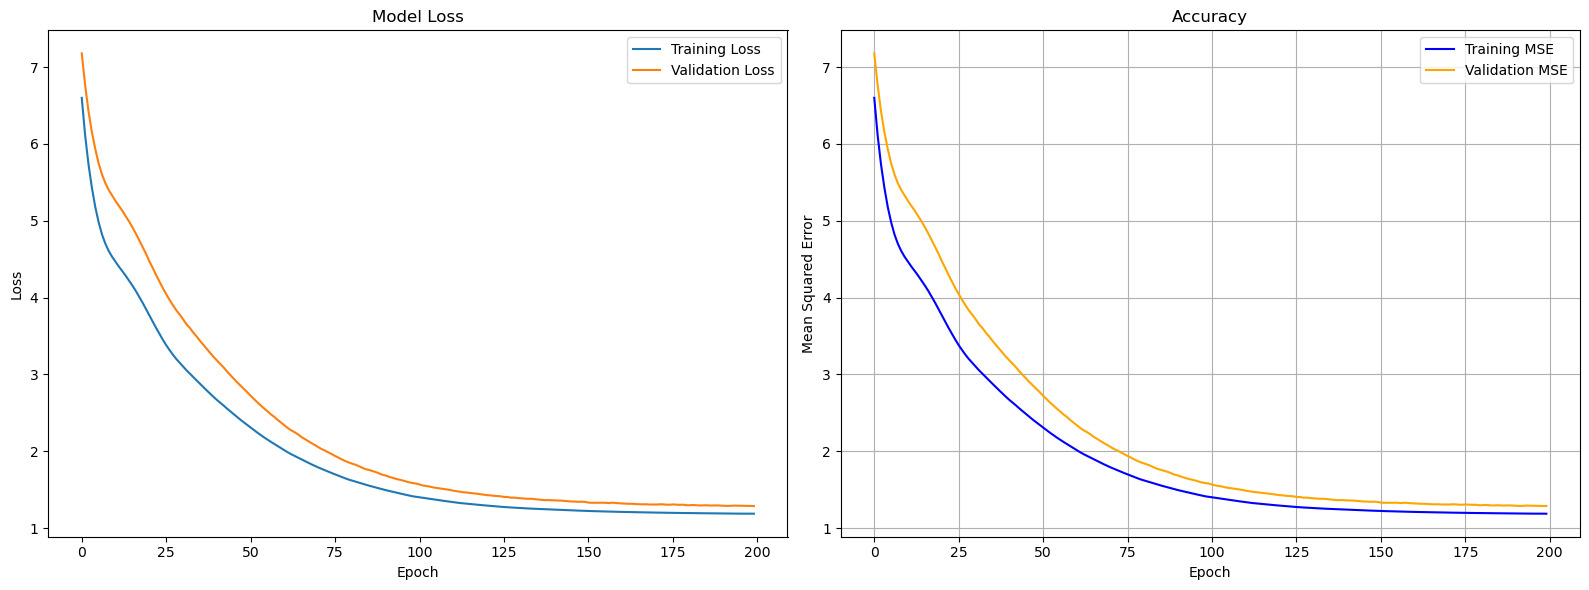 Model Loss
Training Loss
Validation Loss
Loss
7
6
5
4
3
2
1
0 25 50 75 100 125 150 175 200
Epoch
Accuracy
Training MSE
Validation MSE
Mean Squared Error
7
6
5
4
3
2
1
0 25 50 75 100 125 150 175 200
Epoch